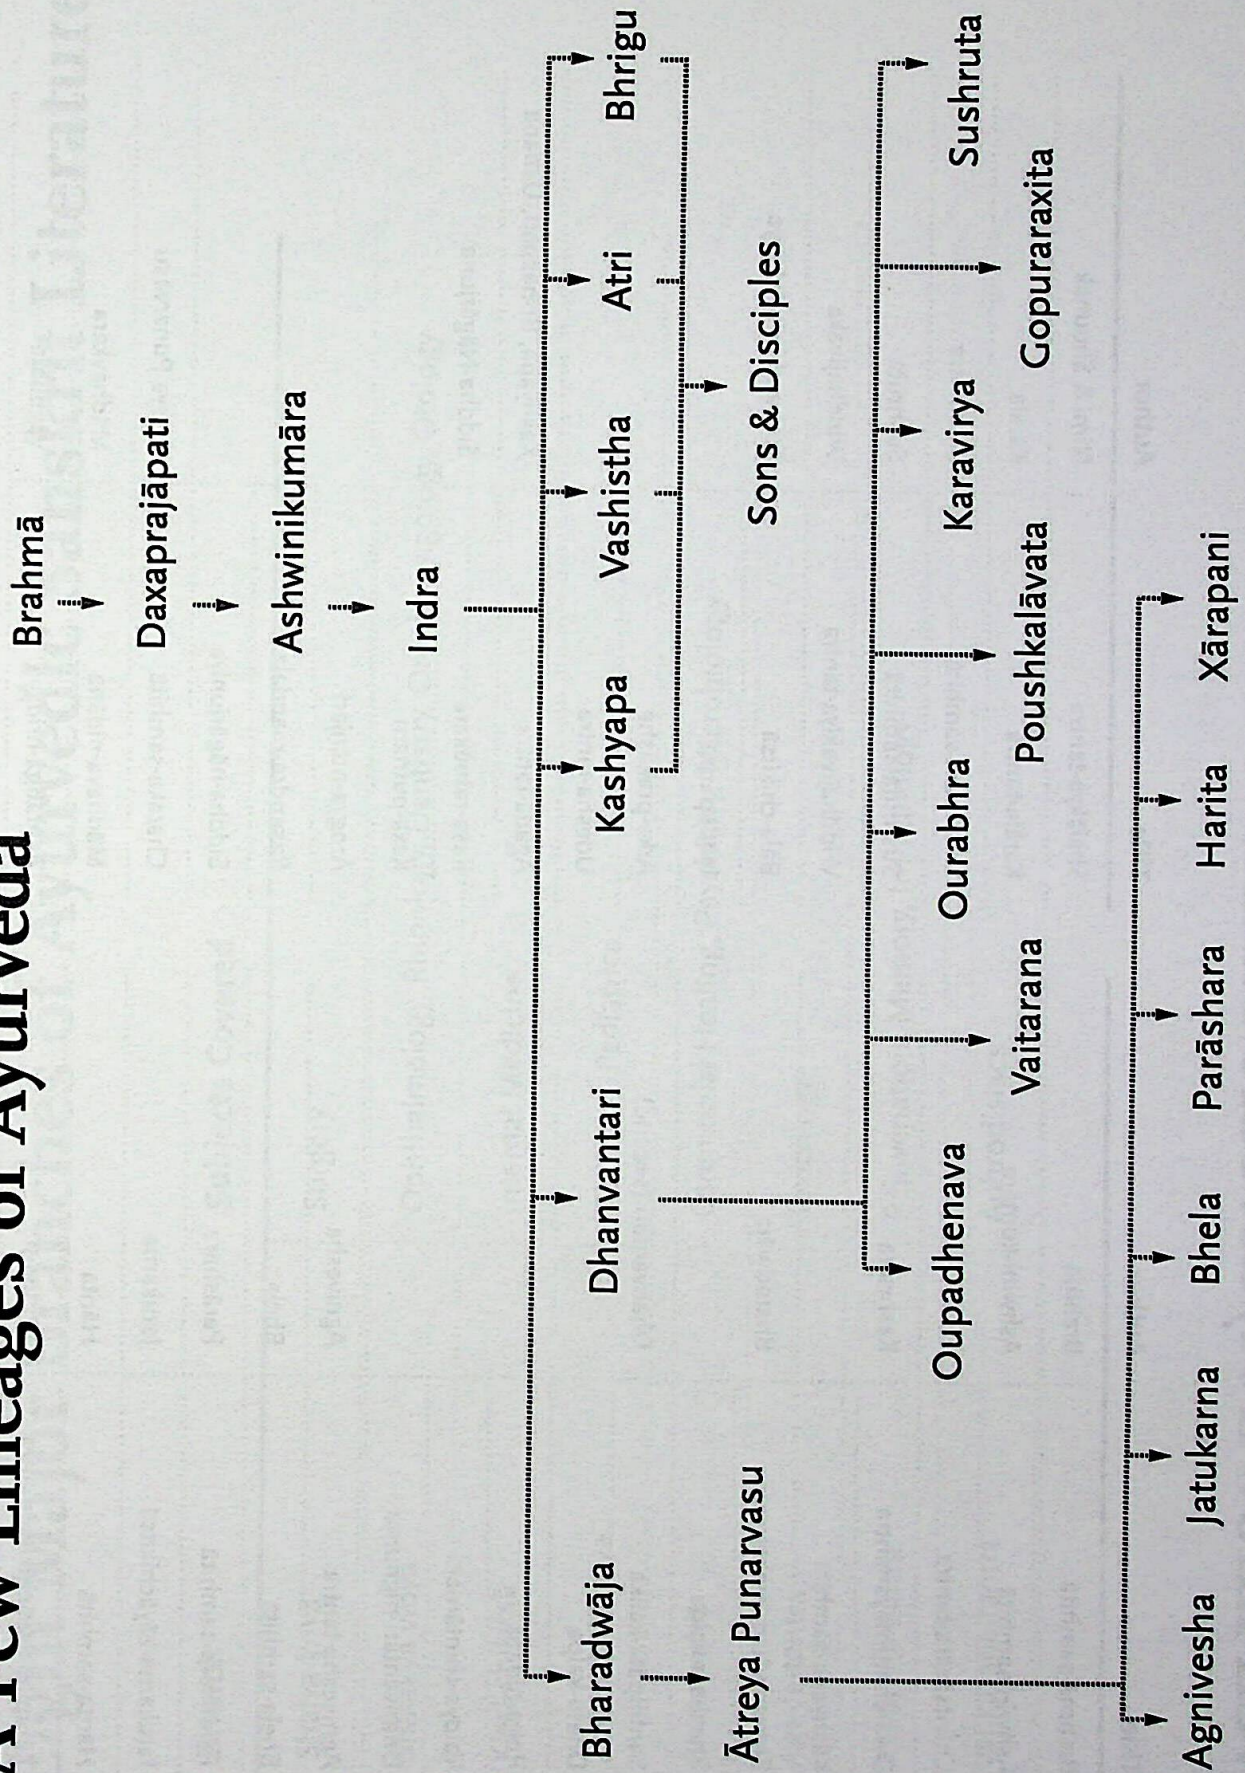 A Few Lineages of Ayurveda
Brahmā
Daxaprajāpati
Ashwinikumāra
Indra
Bharadwāja Dhanvantari Kashyapa Vashistha Atri Bhrigu
Ātreya Punarvasu
Sons & Disciples
Oupadhenava Ourabhra Karavirya Sushruta
Vaitarana Poushkalāvata Gopuraraxita
Agnivesha Jatukarna Bhela Parāshara Harita Xārapani